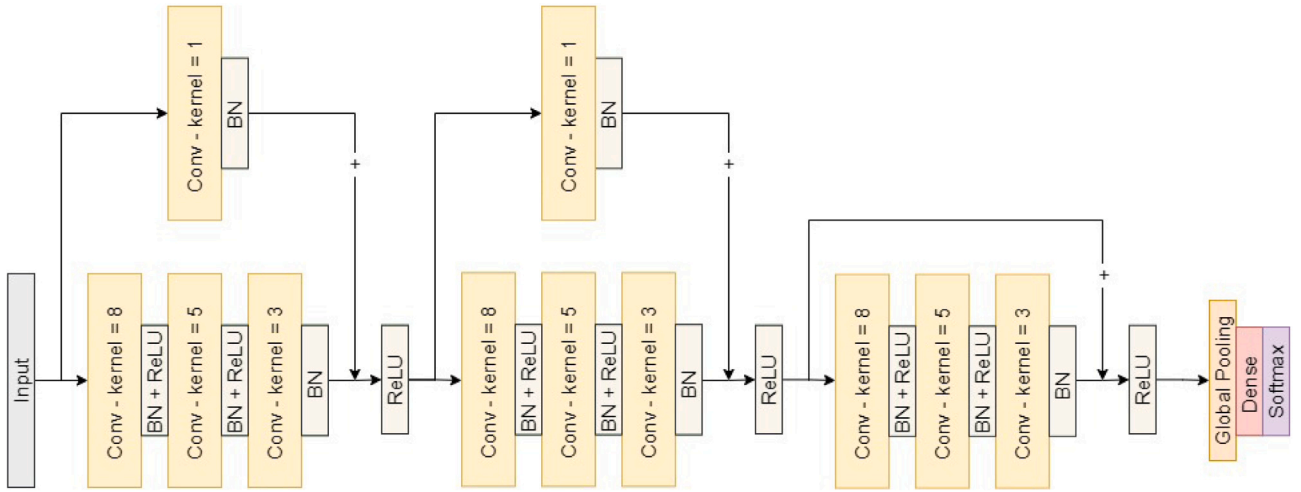 Input
Conv - kernel = 1
BN
+
Conv - kernel = 8
BN + ReLU
Conv - kernel = 5
BN + ReLU
Conv - kernel = 3
BN
ReLU
Conv - kernel = 1
BN
+
Conv - kernel = 8
BN + ReLU
Conv - kernel = 5
BN + ReLU
Conv - kernel = 3
BN
ReLU
+
Conv - kernel = 8
BN + ReLU
Conv - kernel = 5
BN + ReLU
Conv - kernel = 3
BN
ReLU
Global Pooling
Dense
Softmax